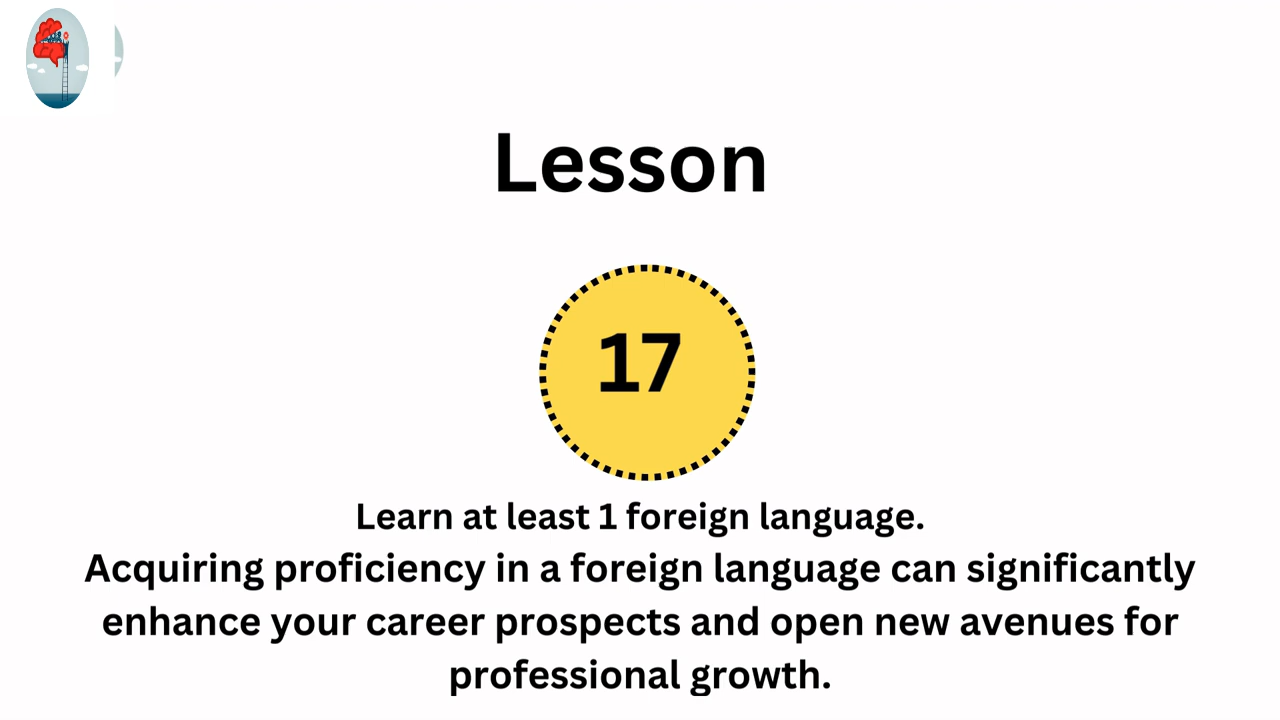 Lesson
17
Learn at least 1 foreign language.
Acquiring proficiency in a foreign language can significantly
enhance your career prospects and open new avenues for
professional growth.